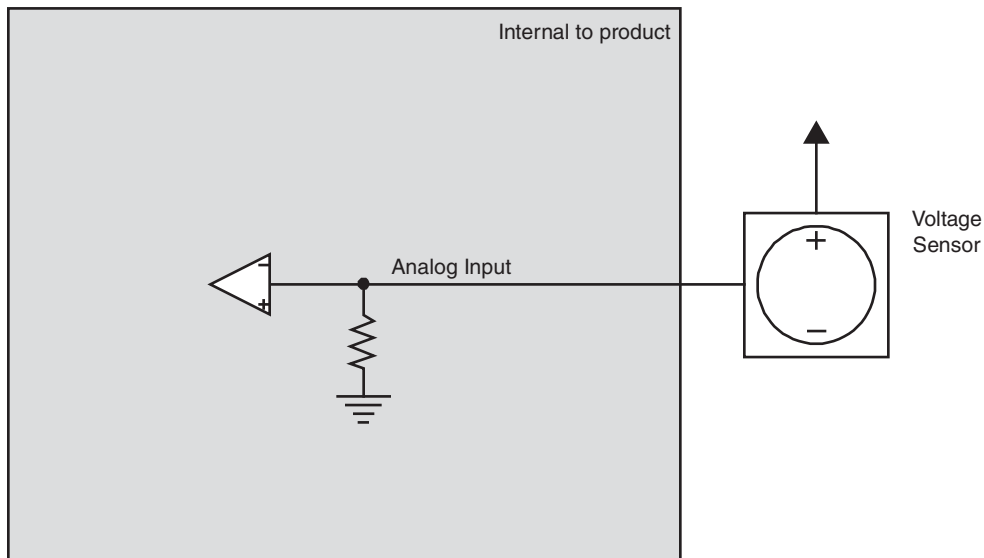 Internal to product
Voltage
Sensor
Analog Input